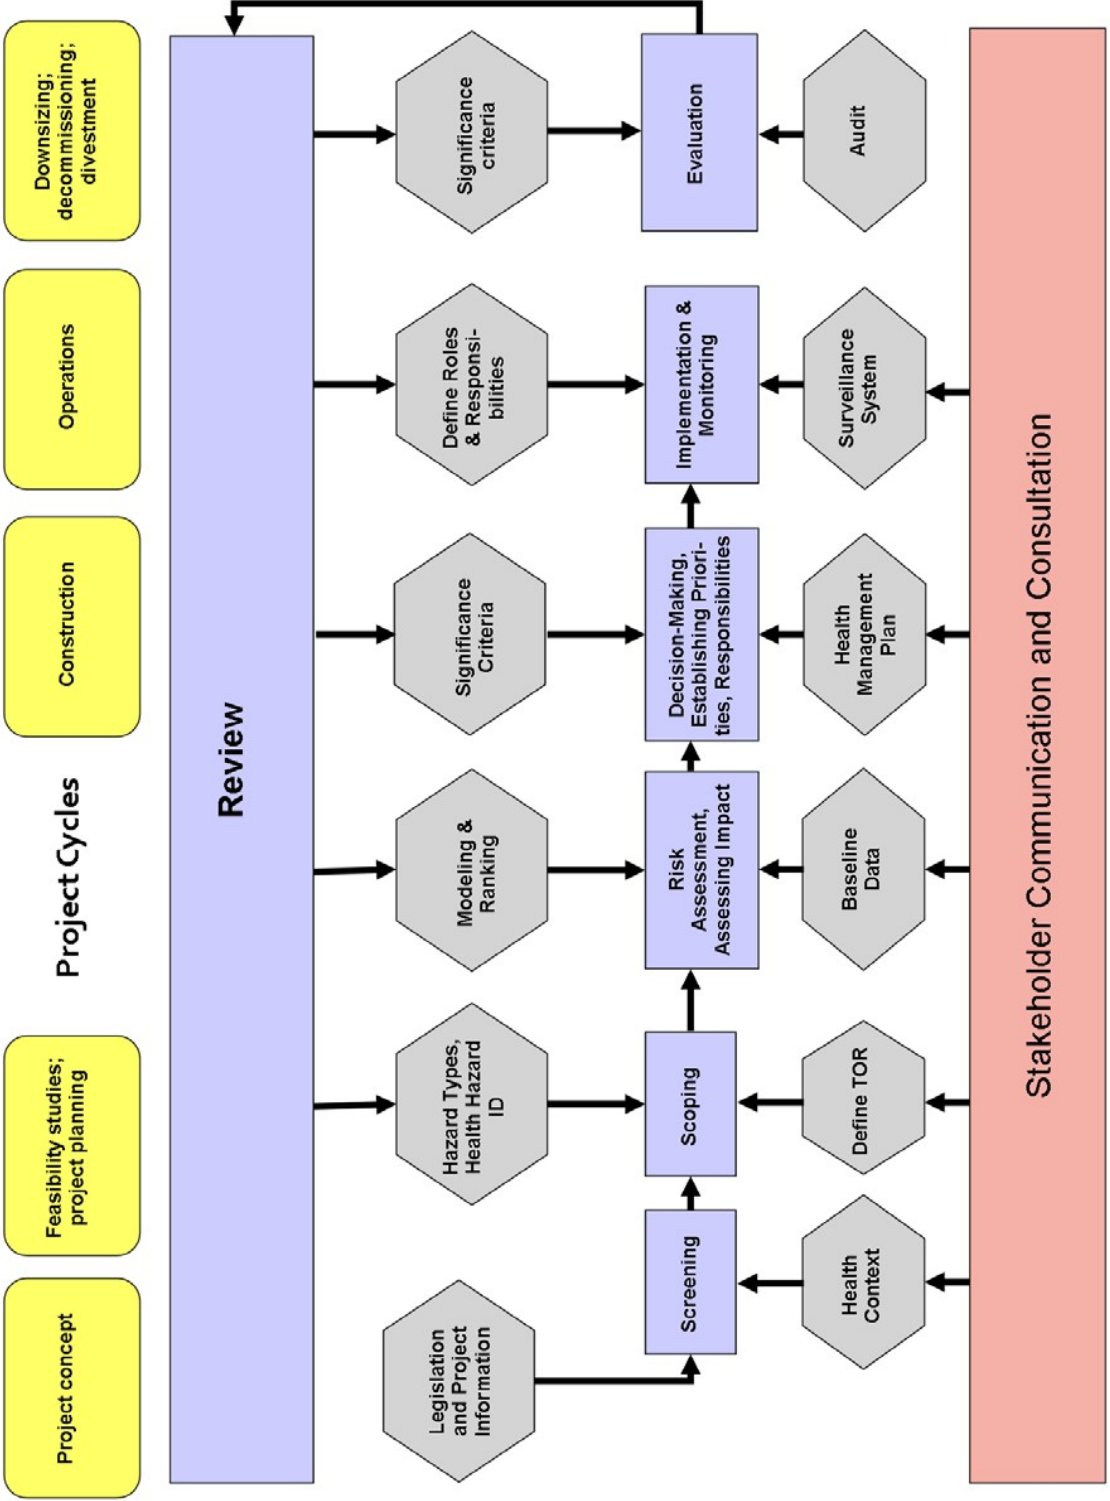 Project Cycles
Project concept
Feasibility studies;
project planning
Construction
Operations
Downsizing;
decommissioning;
divestment
Review
Legislation
and Project
Information
Hazard Types,
Health Hazard
ID
Modeling &
Ranking
Significance
Criteria
Define Roles
& Responsi-
bilities
Significance
criteria
Screening
Scoping
Risk
Assessment,
Assessing Impact
Decision-Making,
Establishing Priori-
ties, Responsibilities
Implementation &
Monitoring
Evaluation
Health
Context
Define TOR
Baseline
Data
Health
Management
Plan
Surveillance
System
Audit
Stakeholder Communication and Consultation